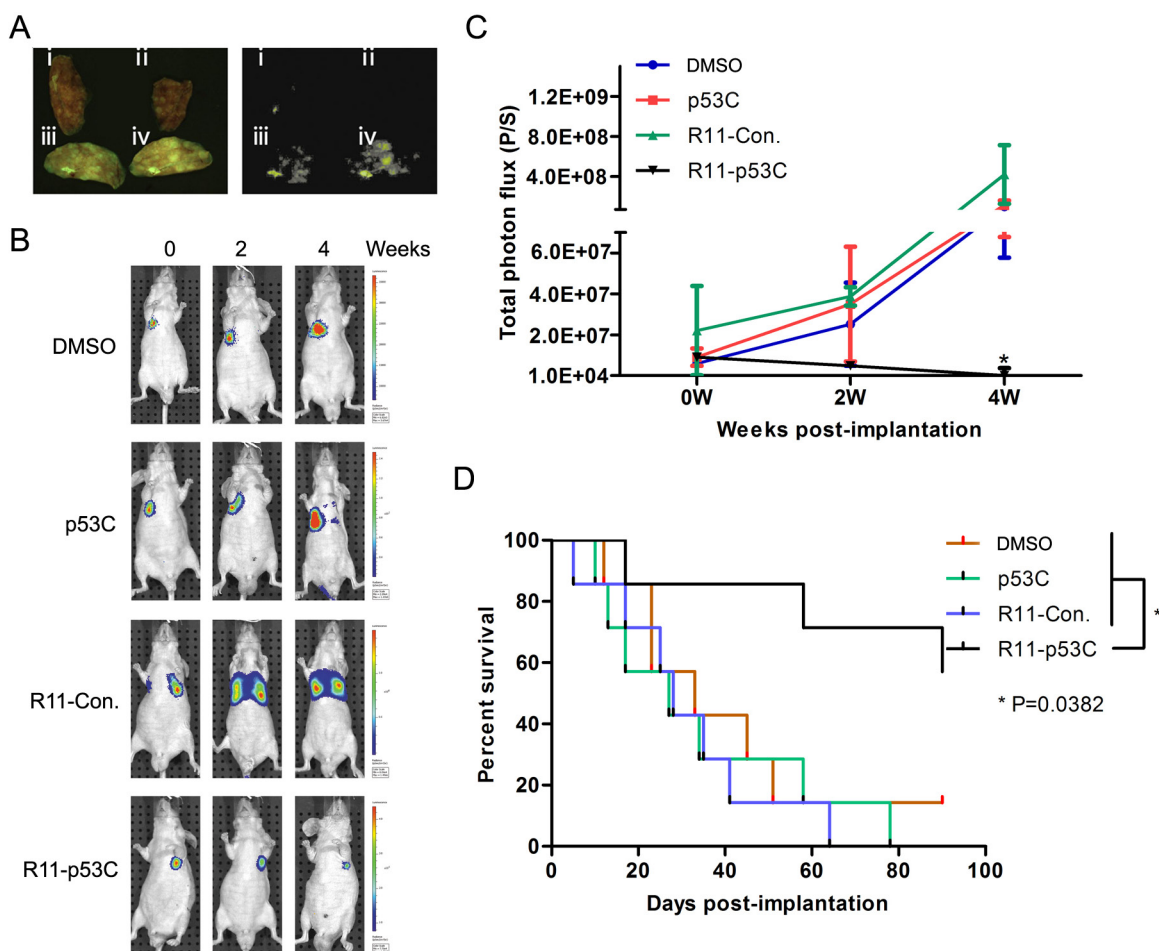 A
i
ii
iii
iv
i
ii
iii
iv
B
0 2 4 Weeks
DMSO
p53C
R11-Con.
R11-p53C
C
Total photon flux (P/S)
1.2E+09
8.0E+08
4.0E+08
6.0E+07
4.0E+07
2.0E+07
1.0E+04
DMSO
p53C
R11-Con.
R11-p53C
*
0W 2W 4W
Weeks post-implantation
D
Percent survival
100
80
60
40
20
0
0 20 40 60 80 100
Days post-implantation
DMSO
p53C
R11-Con.
R11-p53C
*
* P=0.0382